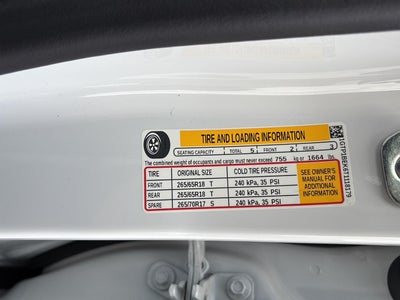 TIRE AND LOADING INFORMATION
SEATING CAPACITY TOTAL 5 FRONT 2 REAR 3
The combined weight of occupants and cargo must never exceed 755 kg or 1664 lbs.
TIRE ORIGINAL SIZE COLD TIRE PRESSURE
FRONT 265/65R18 T 240 kPa, 35 PSI
REAR 265/65R18 T 240 kPa, 35 PSI
SPARE 265/70R17 S 240 kPa, 35 PSI
SEE OWNER'S
MANUAL FOR
ADDITIONAL
INFORMATION